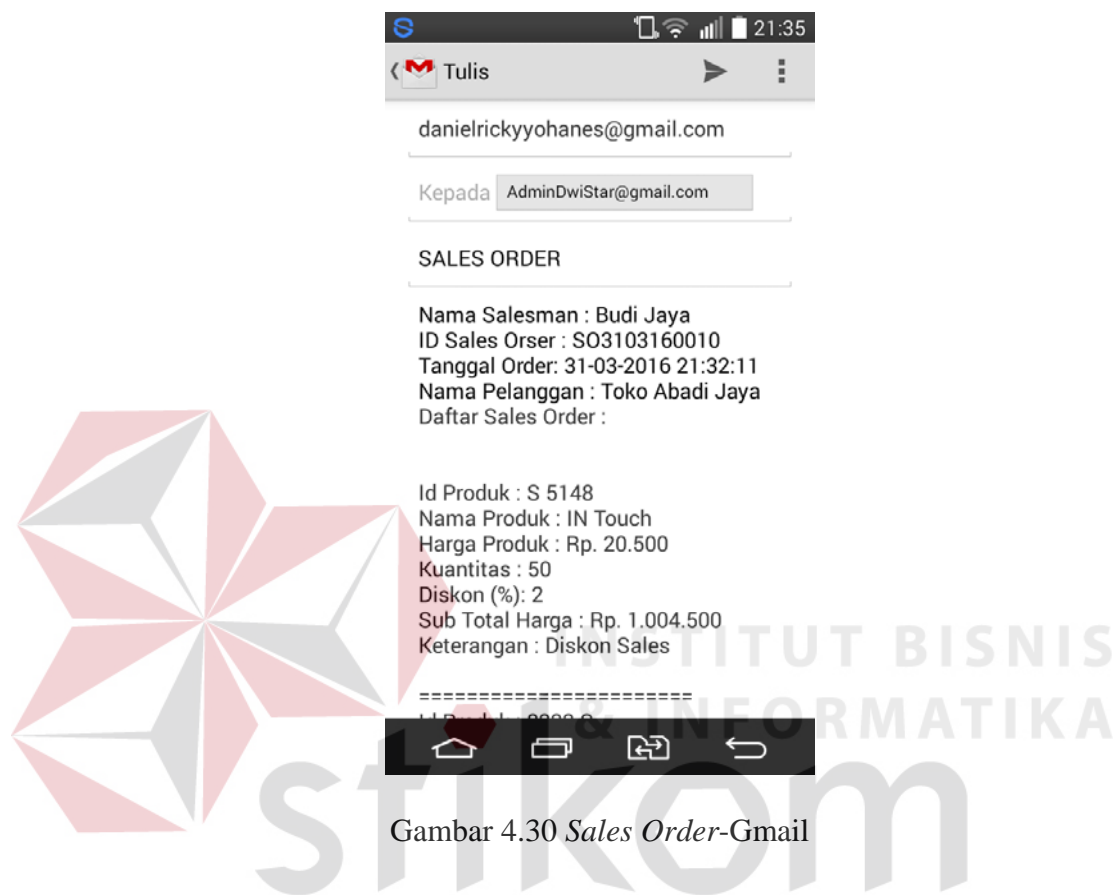 21:35
Tulis
danielrickyyohanes@gmail.com
Kepada AdminDwiStar@gmail.com
SALES ORDER
Nama Salesman : Budi Jaya
ID Sales Orser : SO3103160010
Tanggal Order: 31-03-2016 21:32:11
Nama Pelanggan : Toko Abadi Jaya
Daftar Sales Order :
Id Produk : S 5148
Nama Produk : IN Touch
Harga Produk : Rp. 20.500
Kuantitas : 50
Diskon (%): 2
Sub Total Harga : Rp. 1.004.500
Keterangan : Diskon Sales
=======================
Id Produk :
INSTITUT BISNIS
& INFORMATIKA
stikom
Gambar 4.30 Sales Order-Gmail